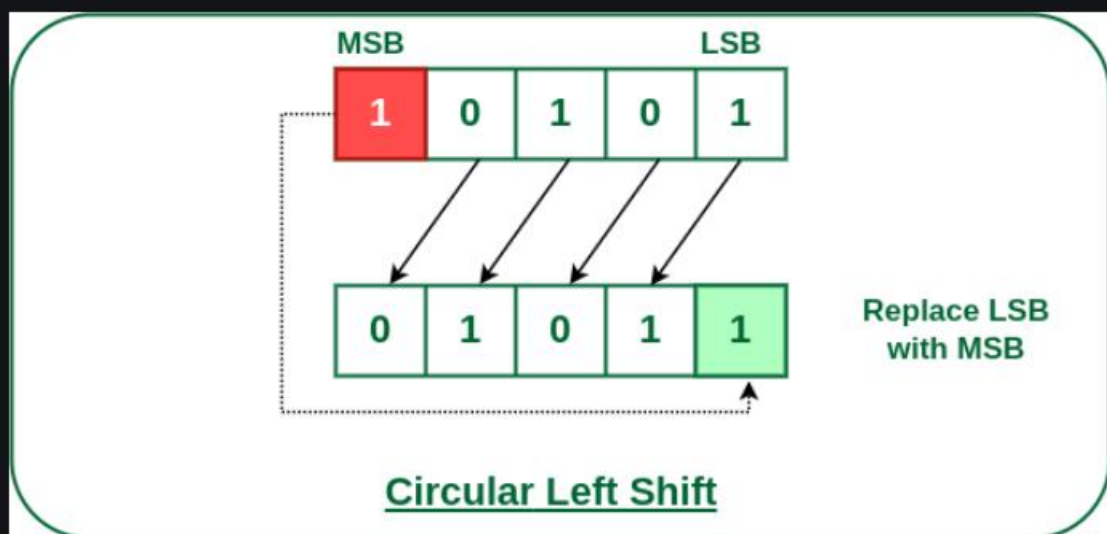 MSB LSB
1 0 1 0 1
0 1 0 1 1
Replace LSB
with MSB
Circular Left Shift